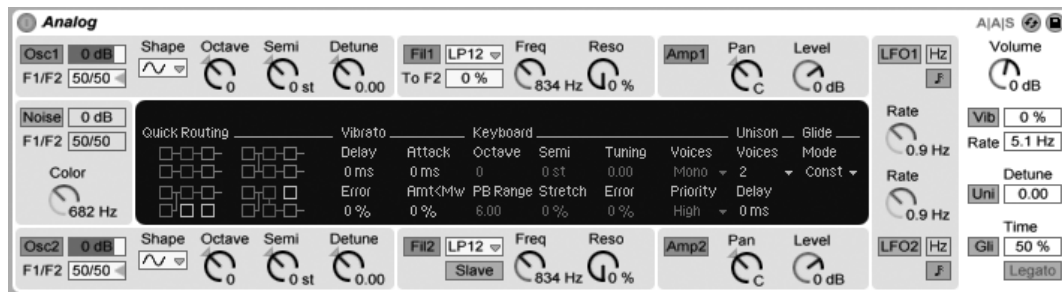 Analog A|A|S
Osc1 0 dB Shape Octave Semi Detune Fil1 LP12 Freq Reso Amp1 Pan Level LFO1 Hz Volume
F1/F2 50/50 0 0 st 0.00 To F2 0 % 834 Hz 0 % C 0 dB 0 dB
Noise 0 dB Rate Vib 0 %
F1/F2 50/50 Quick Routing Vibrato Keyboard Unison Glide 0.9 Hz Rate 5.1 Hz
Delay Attack Octave Semi Tuning Voices Voices Mode
Color 0 ms 0 ms 0 0 st 0.00 Mono 2 Const Rate Detune
Error Amt<Mw PB Range Stretch Error Priority Delay Uni 0.00
682 Hz 0 % 0 % 6.00 0 % 0 % High 0 ms 0.9 Hz
Time
Osc2 0 dB Shape Octave Semi Detune Fil2 LP12 Freq Reso Amp2 Pan Level LFO2 Hz Gli 50 %
F1/F2 50/50 0 0 st 0.00 Slave 834 Hz 0 % C 0 dB Legato